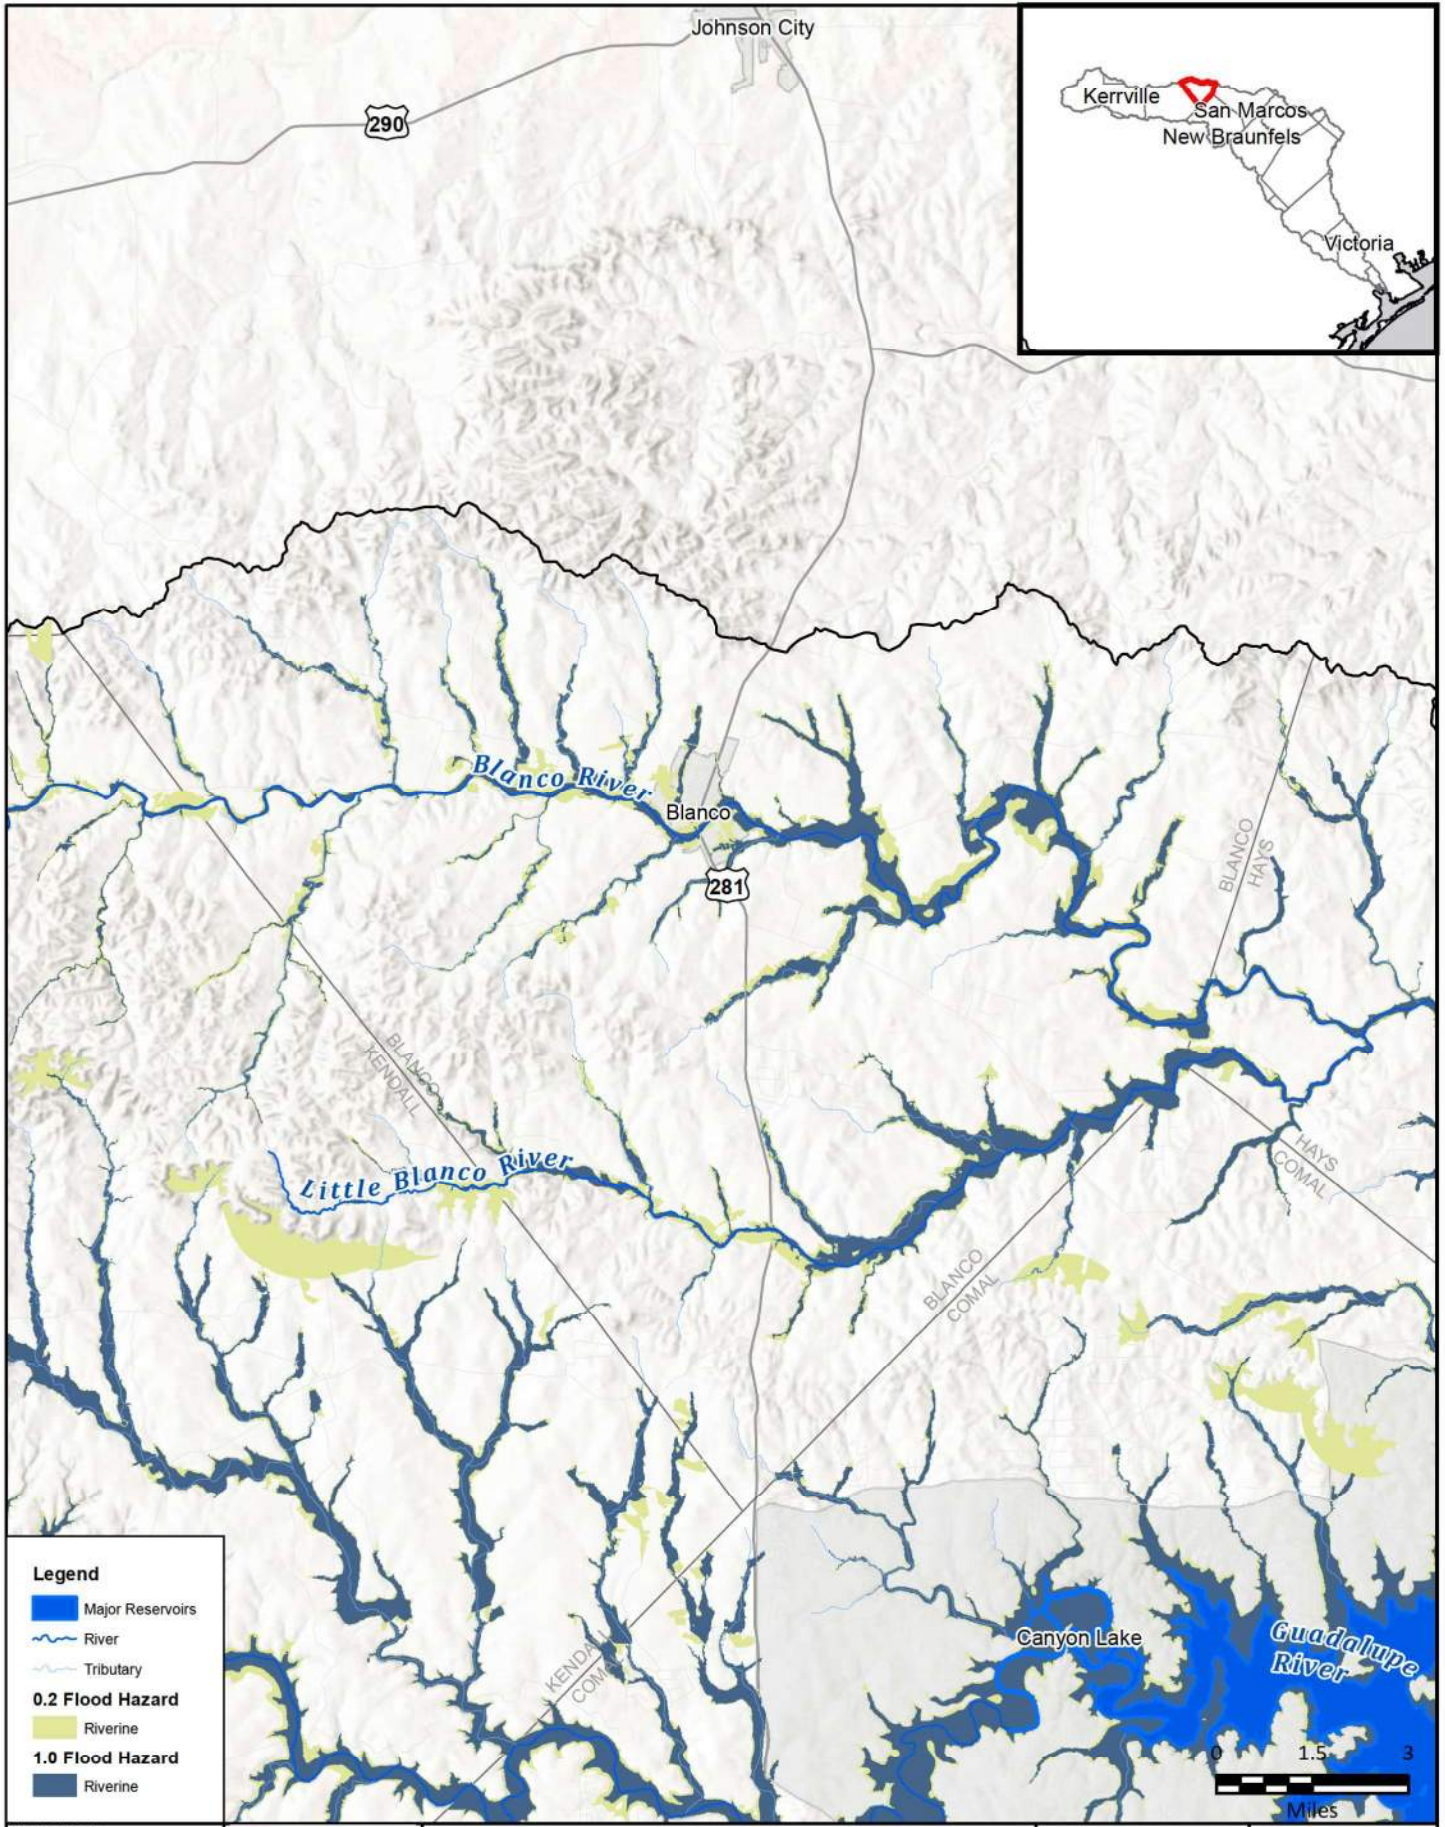 Johnson City
290
Kerrville
San Marcos
New Braunfels
Victoria
Blanco River
Blanco
281
BLANCO
HAYS
BLANCO
KENDALL
Little Blanco River
HAYS
COMAL
BLANCO
COMAL
KENDALL
COMAL
Canyon Lake
Guadalupe
River
Legend
Major Reservoirs
River
Tributary
0.2 Flood Hazard
Riverine
1.0 Flood Hazard
Riverine
0 1.5 3
Miles